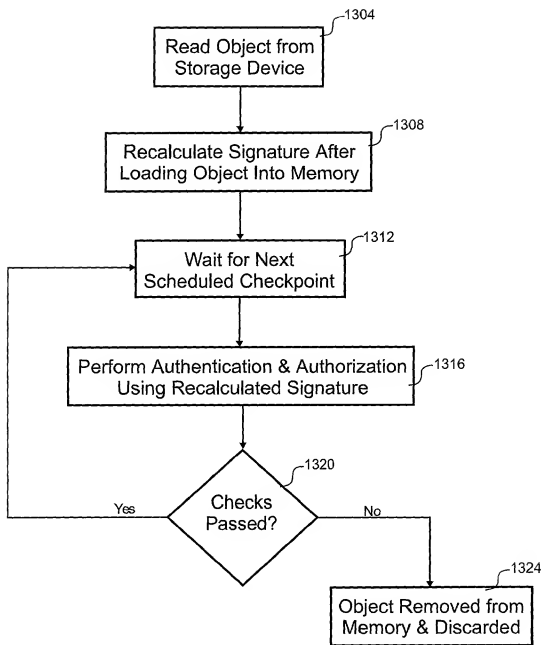 1304
Read Object from
Storage Device
1308
Recalculate Signature After
Loading Object Into Memory
1312
Wait for Next
Scheduled Checkpoint
Perform Authentication & Authorization
Using Recalculated Signature
1316
1320
Checks
Passed?
Yes
No
1324
Object Removed from
Memory & Discarded